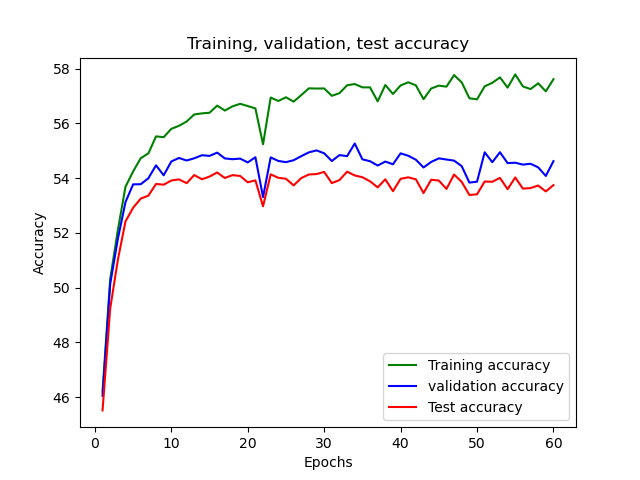 Training, validation, test accuracy
58
56
54
52
50
48
46
Accuracy
Training accuracy
validation accuracy
Test accuracy
0 10 20 30 40 50 60
Epochs